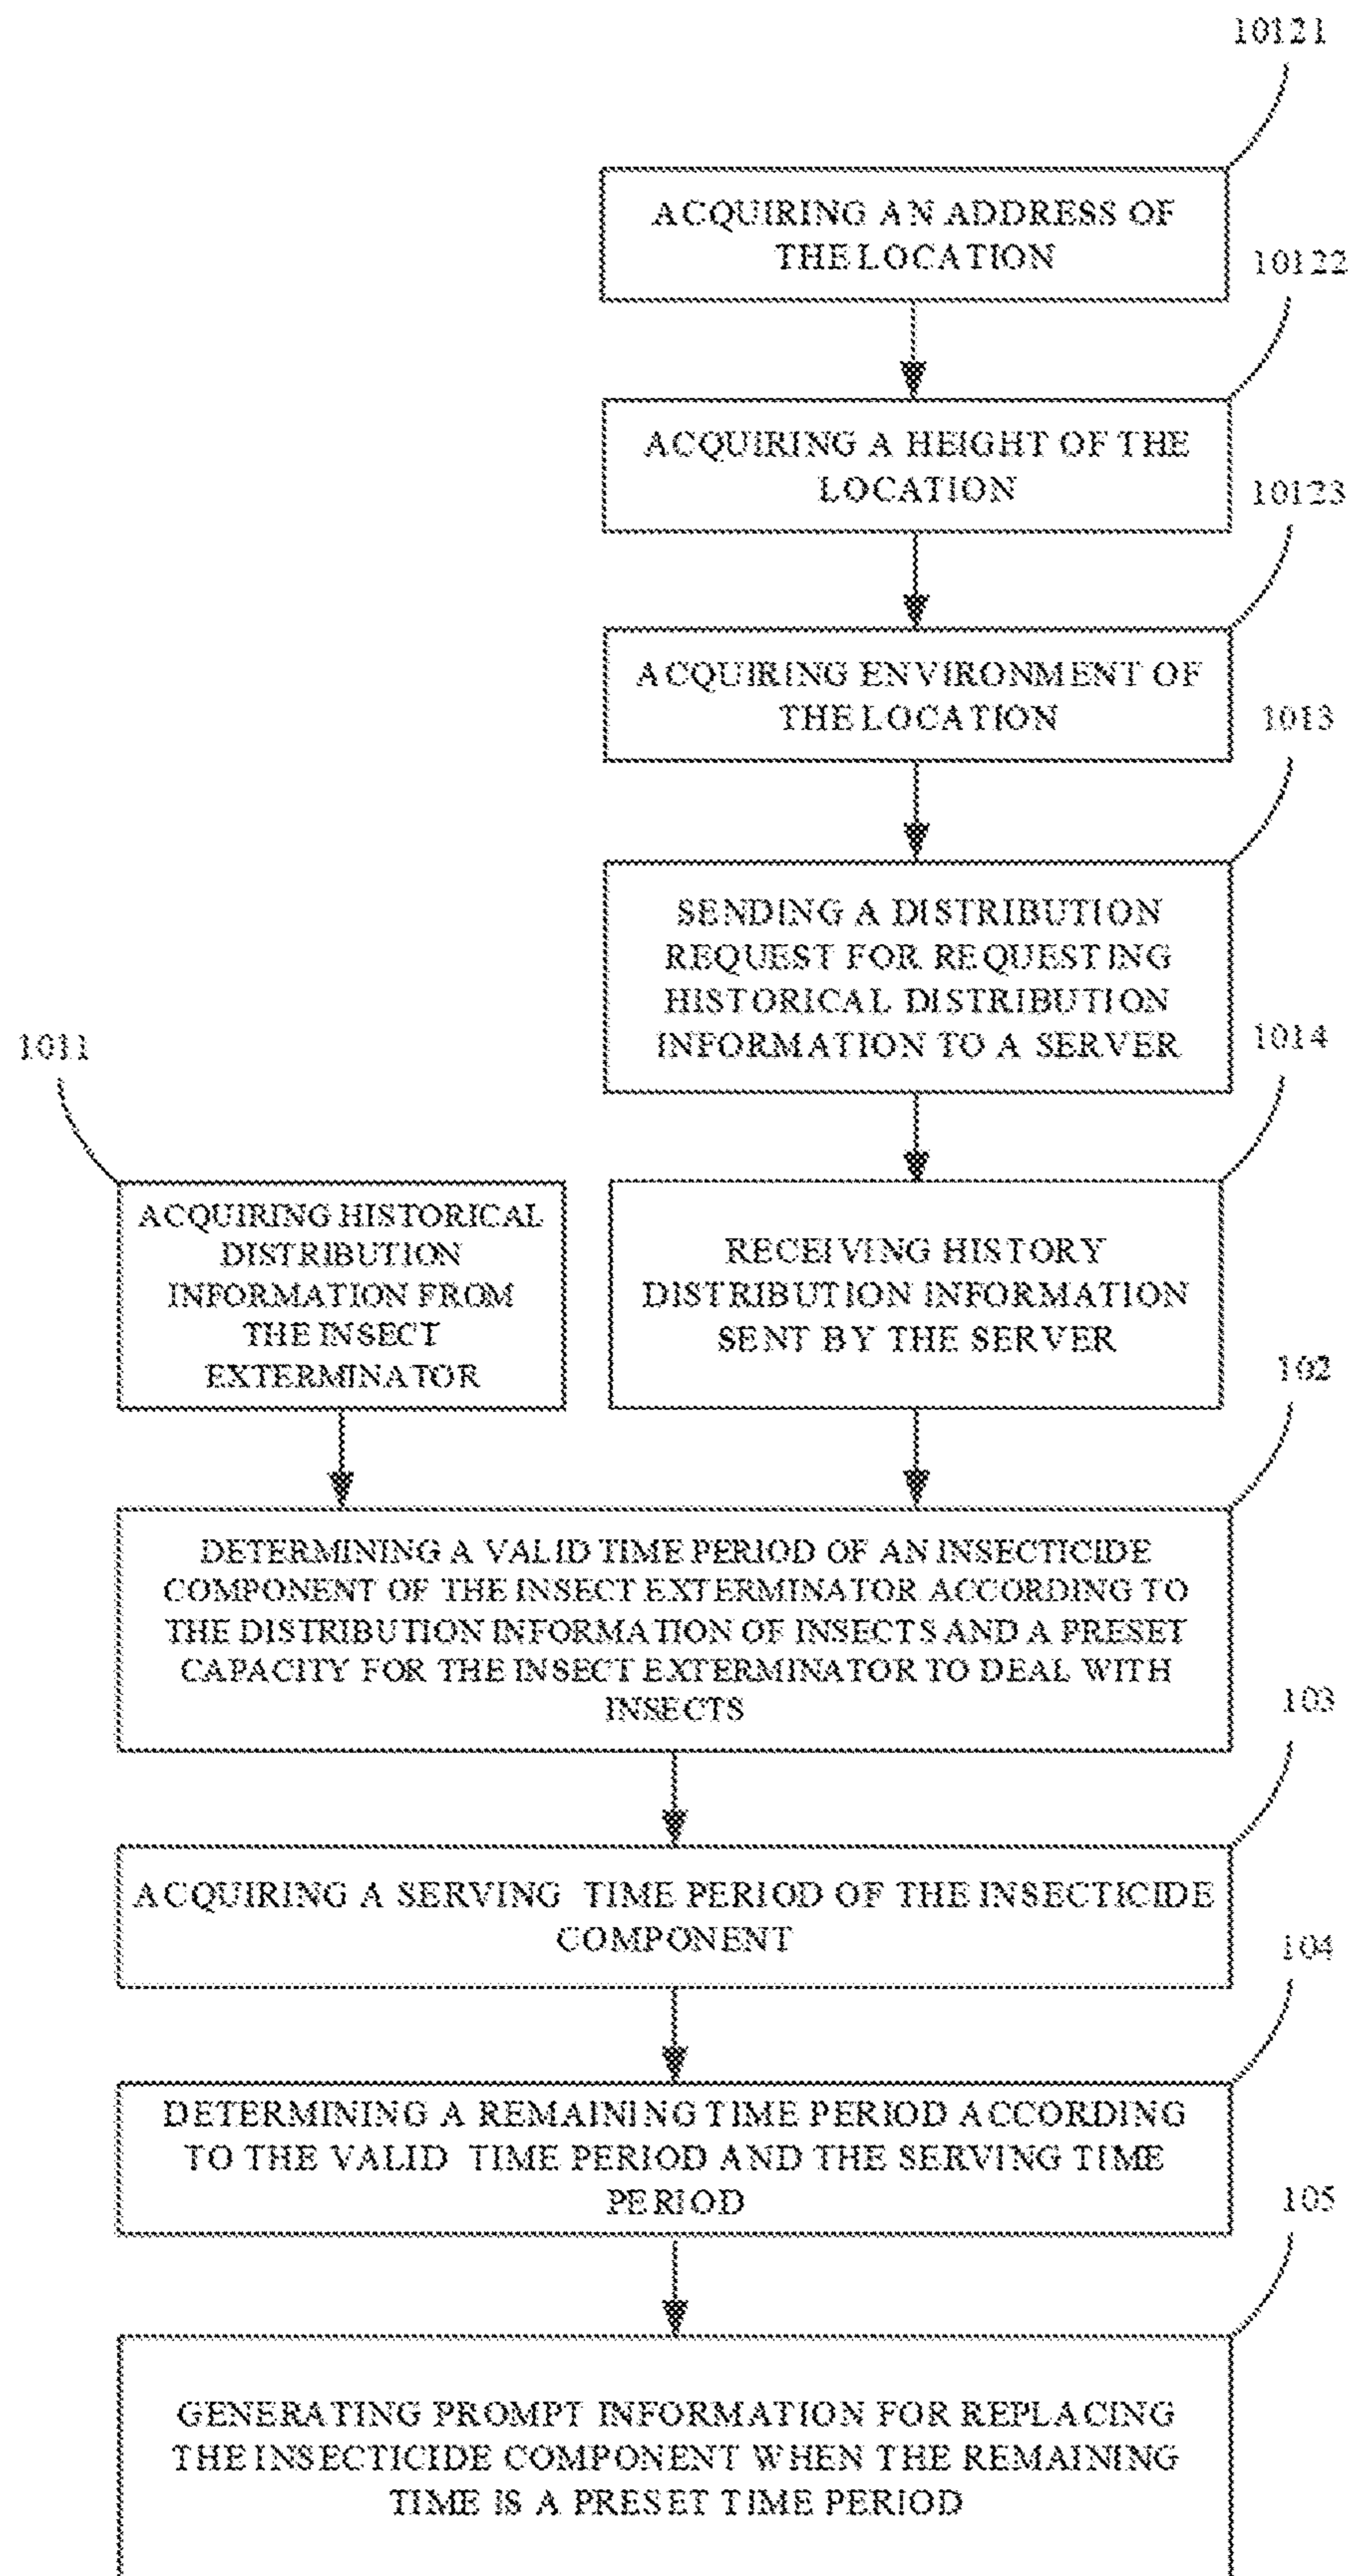 10121
ACQUIRING AN ADDRESS OF
THE LOCATION
10122
ACQUIRING A HEIGHT OF THE
LOCATION
10123
ACQUIRING ENVIRONMENT OF
THE LOCATION
1013
SENDING A DISTRIBUTION
REQUEST FOR REQUESTING
HISTORICAL DISTRIBUTION
INFORMATION TO A SERVER
1011
1014
ACQUIRING HISTORICAL
DISTRIBUTION
INFORMATION FROM
THE INSECT
EXTERMINATOR
RECEIVING HISTORY
DISTRIBUTION INFORMATION
SENT BY THE SERVER
102
DETERMINING A VALID TIME PERIOD OF AN INSECTICIDE
COMPONENT OF THE INSECT EXTERMINATOR ACCORDING TO
THE DISTRIBUTION INFORMATION OF INSECTS AND A PRESET
CAPACITY FOR THE INSECT EXTERMINATOR TO DEAL WITH
INSECTS
103
ACQUIRING A SERVING TIME PERIOD OF THE INSECTICIDE
COMPONENT
104
DETERMINING A REMAINING TIME PERIOD ACCORDING
TO THE VALID TIME PERIOD AND THE SERVING TIME
PERIOD
105
GENERATING PROMPT INFORMATION FOR REPLACING
THE INSECTICIDE COMPONENT WHEN THE REMAINING
TIME IS A PRESET TIME PERIOD